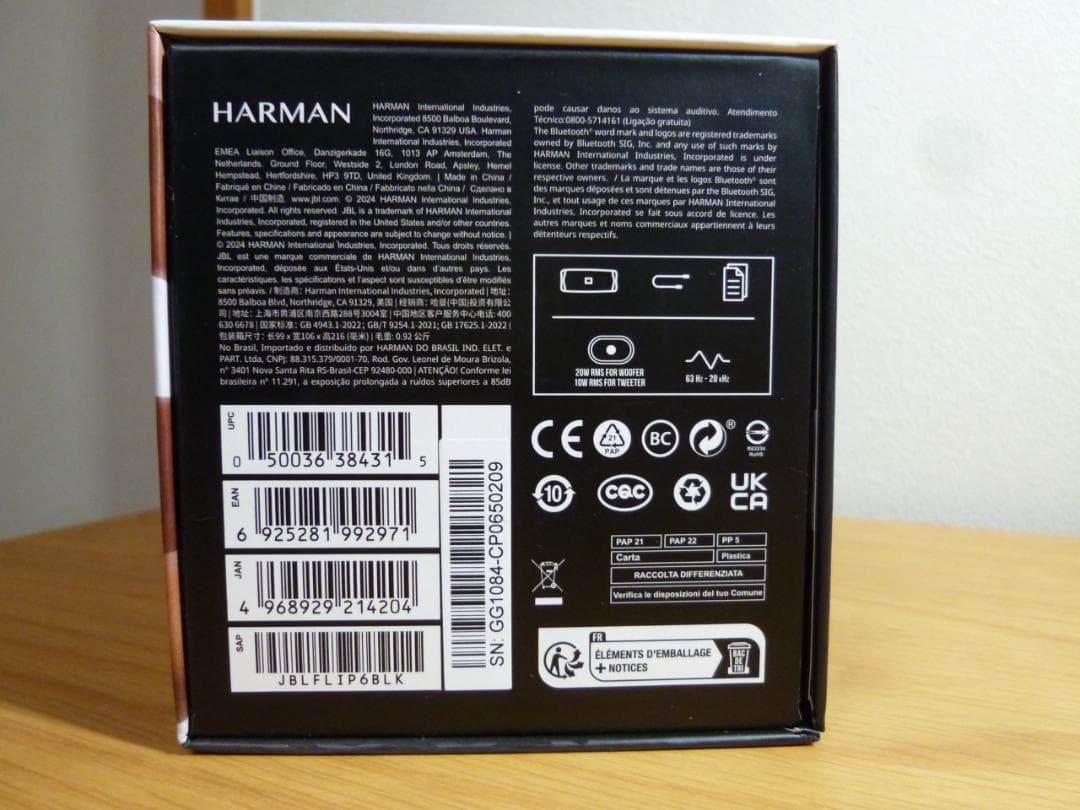 HARMAN
HARMAN International Industries,
Incorporated 8500 Balboa Boulevard,
Northridge, CA 91329 USA. Harman
International Industries, Incorporated
EMEA Liaison Office, Danzigerkade 16G, 1013 AP Amsterdam, The
Netherlands. Ground Floor, Westside 2, London Road, Apsley, Hemel
Hempstead, Hertfordshire, HP3 9TD, United Kingdom. | Made in China /
Fabriqué en Chine / Fabricado en China / Fabbricato nella China / Сделано в
Китае / 中国制造 www.jbl.com. © 2024 HARMAN International Industries,
Incorporated. All rights reserved. JBL is a trademark of HARMAN International
Industries, Incorporated, registered in the United States and/or other countries.
Features, specifications and appearance are subject to change without notice. |
© 2024 HARMAN International Industries, Incorporated. Tous droits réservés.
JBL est une marque commerciale de HARMAN International Industries,
Incorporated, déposée aux États-Unis et/ou dans d'autres pays. Les
caractéristiques, les spécifications et l'aspect sont susceptibles d'être modifiés
sans préavis. / 制造商: Harman International Industries, Incorporated | 地址:
8500 Balboa Blvd, Northridge, CA 91329, 美国 | 经销商: 哈曼(中国)投资有限公
司 | 地址: 上海市黄浦区南京西路288号3004室 | 中国地区客户服务中心电话: 400
630 6678 | 国家标准: GB 4943.1-2022; GB/T 9254.1-2021; GB 17625.1-2022 |
包装箱尺寸: 长99 x 宽106 x 高216 (毫米) | 毛重: 0.92 公斤
No Brasil, Importado e distribuído por HARMAN DO BRASIL IND. ELET. e
PART. Ltda, CNPJ: 88.315.379/0001-70, Rod. Gov. Leonel de Moura Brizola,
n° 3401 Nova Santa Rita RS-Brasil-CEP 92480-000 | ATENÇÃO! Conforme lei
brasileira n° 11.291, a exposição prolongada a ruídos superiores a 85dB
pode causar danos ao sistema auditivo. Atendimento
Técnico:0800-5714161 (Ligação gratuita)
The Bluetooth® word mark and logos are registered trademarks
owned by Bluetooth SIG, Inc. and any use of such marks by
HARMAN International Industries, Incorporated is under
license. Other trademarks and trade names are those of their
respective owners. / La marque et les logos Bluetooth® sont
des marques déposées et sont détenues par the Bluetooth SIG,
Inc., et tout usage de ces marques par HARMAN International
Industries, Incorporated se fait sous accord de licence. Les
autres marques et noms commerciaux appartiennent à leurs
détenteurs respectifs.
20W RMS FOR WOOFER
10W RMS FOR TWEETER
63 Hz - 20 kHz
CE
21
PAP
BC
®
R63334
RoHS
10
CQC
UK
CA
PAP 21
PAP 22
PP 5
Carta
Plastica
RACCOLTA DIFFERENZIATA
Verifica le disposizioni del tuo Comune
FR
ÉLÉMENTS D'EMBALLAGE
+ NOTICES
BAC
DE
TRI
UPC
0 50036 38431 5
EAN
6 925281 992971
JAN
4 968929 214204
SAP
JBLFLIP6BLK
SN: GG1084-CP0650209